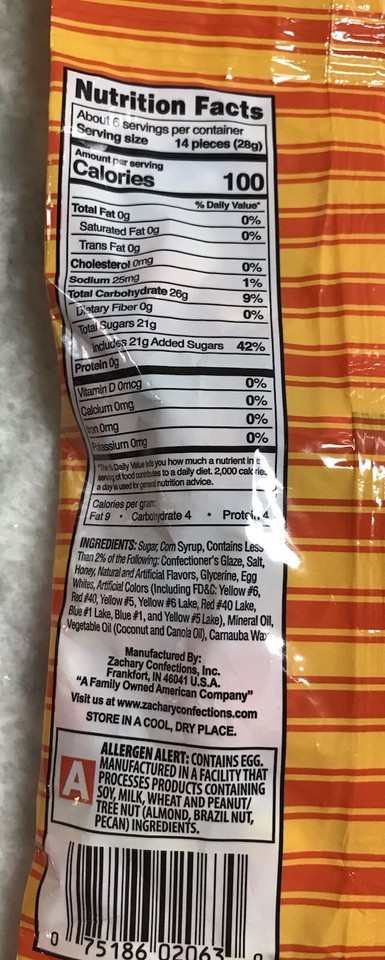 Nutrition Facts
About 6 servings per container
Serving size 14 pieces (28g)
Amount per serving
Calories 100
% Daily Value*
Total Fat 0g 0%
Saturated Fat 0g 0%
Trans Fat 0g
Cholesterol 0mg 0%
Sodium 25mg 1%
Total Carbohydrate 26g 9%
Dietary Fiber 0g 0%
Total Sugars 21g
Includes 21g Added Sugars 42%
Protein 0g
Vitamin D 0mcg 0%
Calcium 0mg 0%
Iron 0mg 0%
Potassium 0mg 0%
*The % Daily Value tells you how much a nutrient in a
serving of food contributes to a daily diet. 2,000 calories
a day is used for general nutrition advice.
Calories per gram:
Fat 9 • Carbohydrate 4 • Protein 4
INGREDIENTS: Sugar, Corn Syrup, Contains Less
Than 2% of the Following: Confectioner's Glaze, Salt,
Honey, Natural and Artificial Flavors, Glycerine, Egg
Whites, Artificial Colors (Including FD&C: Yellow #6,
Red #40, Yellow #5, Yellow #6 Lake, Red #40 Lake,
Blue #1 Lake, Blue #1, and Yellow #5 Lake), Mineral Oil,
Vegetable Oil (Coconut and Canola Oil), Carnauba Wax
Manufactured By:
Zachary Confections, Inc.
Frankfort, IN 46041 U.S.A.
"A Family Owned American Company"
Visit us at www.zacharyconfections.com
STORE IN A COOL, DRY PLACE.
A
ALLERGEN ALERT: CONTAINS EGG.
MANUFACTURED IN A FACILITY THAT
PROCESSES PRODUCTS CONTAINING
SOY, MILK, WHEAT AND PEANUT/
TREE NUT (ALMOND, BRAZIL NUT,
PECAN) INGREDIENTS.
0 75186 02063 0